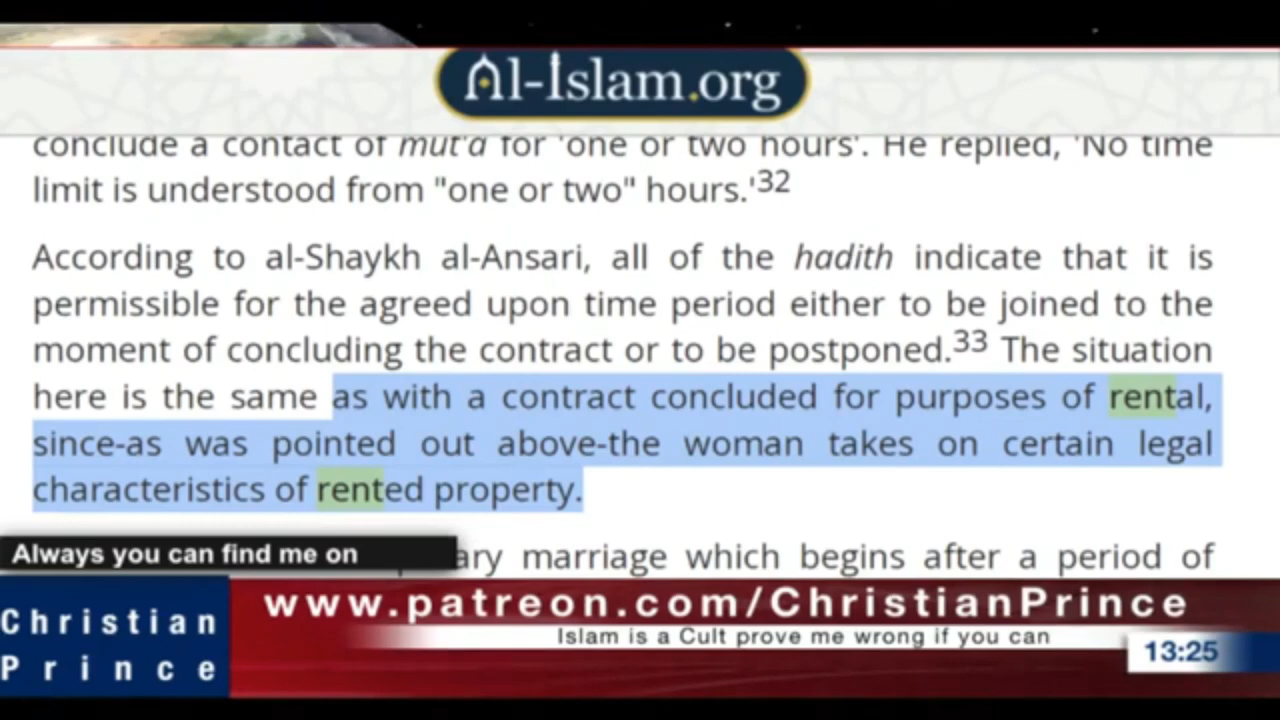 Al-Islam.org
conclude a contact of mut'a for 'one or two hours'. He replied, 'No time
limit is understood from "one or two" hours.'32
According to al-Shaykh al-Ansari, all of the hadith indicate that it is
permissible for the agreed upon time period either to be joined to the
moment of concluding the contract or to be postponed.33 The situation
here is the same as with a contract concluded for purposes of rental,
since-as was pointed out above-the woman takes on certain legal
characteristics of rented property.
marriage which begins after a period of
Always you can find me on
Christian
Prince
www.patreon.com/ChristianPrince
Islam is a Cult prove me wrong if you can
13:25